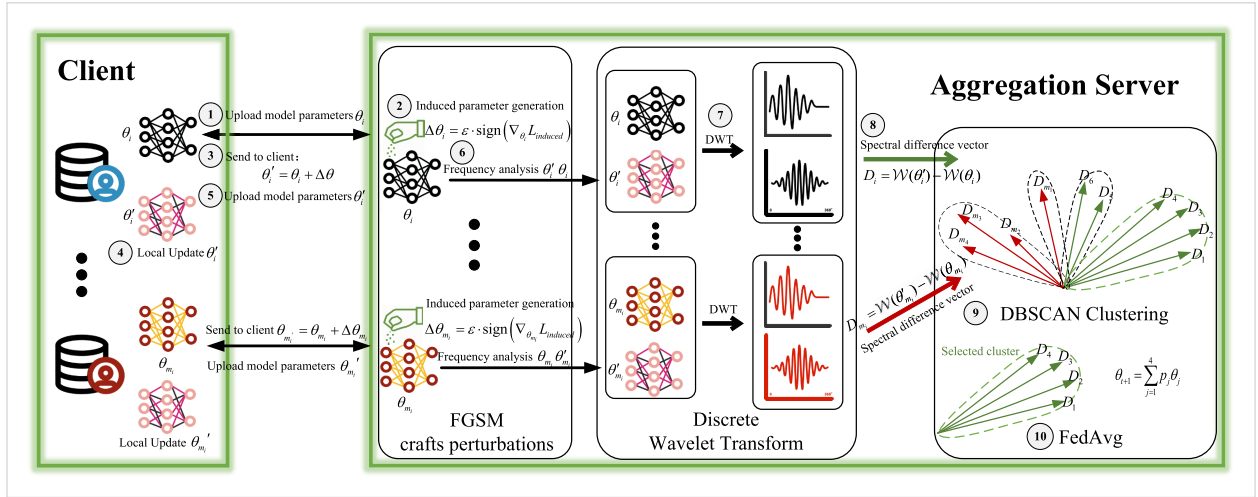 Client
θ_i
θ_i′
4 Local Update θ_i′
θ_{m_i}
Local Update θ_{m_i}′
1 Upload model parameters θ_i
3 Send to client:
θ_i′ = θ_i + Δθ
5 Upload model parameters θ_i′
Send to client θ_{m_i}′ = θ_{m_i} + Δθ_{m_i}
Upload model parameters θ_{m_i}′
2 Induced parameter generation
Δθ_i = ε · sign(∇_{θ_i} L_{induced})
6
Frequency analysis θ_i′ θ_i
θ_i
Induced parameter generation
Δθ_{m_i} = ε · sign(∇_{θ_{m_i}} L_{induced})
Frequency analysis θ_{m_i} θ_{m_i}′
θ_{m_i}
FGSM
crafts perturbations
θ_i
θ_i′
7
DWT
θ_{m_i}
θ_{m_i}′
DWT
Discrete
Wavelet Transform
Aggregation Server
8
Spectral difference vector
D_i = W(θ_i′) − W(θ_i)
D_{m_i} = W(θ_{m_i}′) − W(θ_{m_i})
Spectral difference vector
D_{m_3}
D_{m_4}
D_{m_2}
D_6
D_4
D_3
D_2
D_1
9 DBSCAN Clustering
Selected cluster
D_4
D_3
D_2
D_1
θ_{t+1} = ∑_{j=1}^{4} p_j θ_j
10 FedAvg